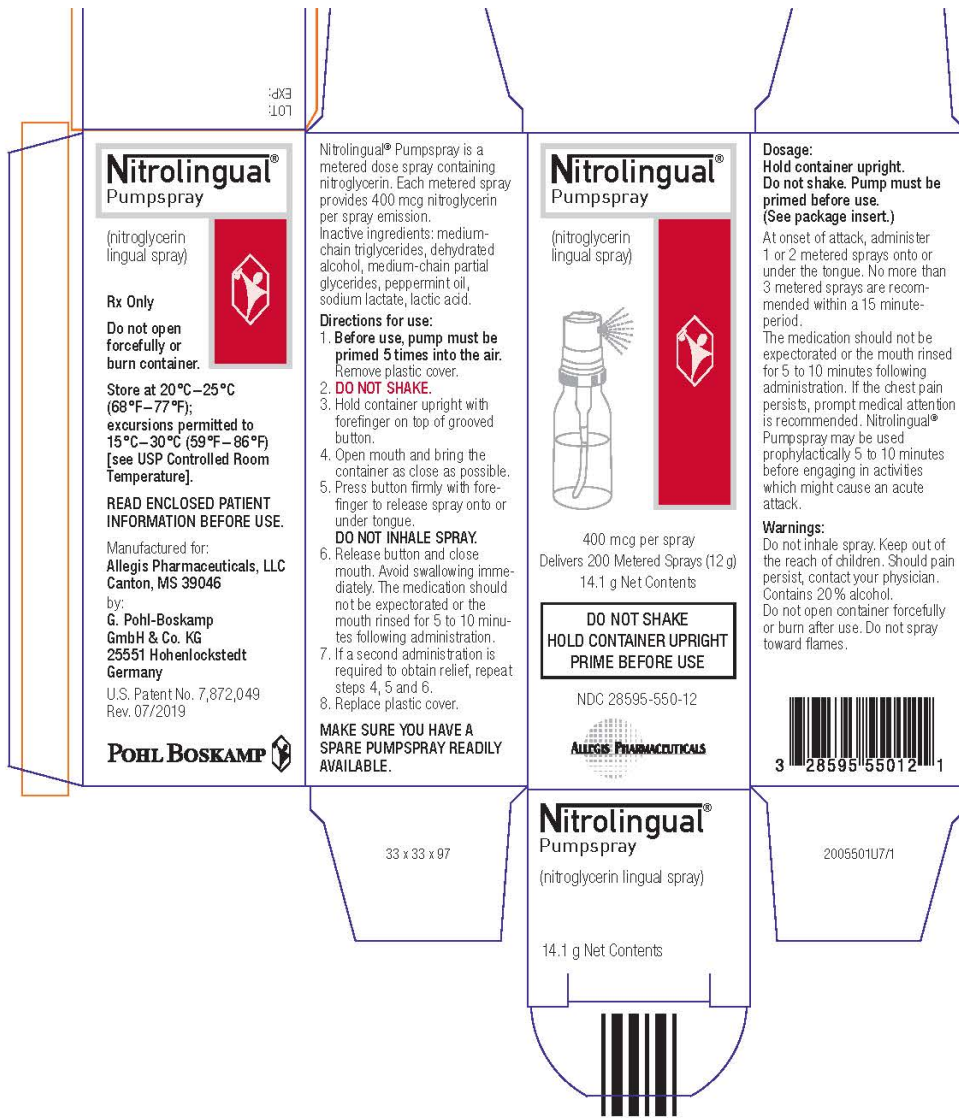 LOT:
EXP:
Nitrolingual®
Pumpspray
(nitroglycerin
lingual spray)
Rx Only
Do not open
forcefully or
burn container.
Store at 20°C–25°C
(68°F–77°F);
excursions permitted to
15°C–30°C (59°F–86°F)
[see USP Controlled Room
Temperature].
READ ENCLOSED PATIENT
INFORMATION BEFORE USE.
Manufactured for:
Allegis Pharmaceuticals, LLC
Canton, MS 39046
by:
G. Pohl-Boskamp
GmbH & Co. KG
25551 Hohenlockstedt
Germany
U.S. Patent No. 7,872,049
Rev. 07/2019
POHL BOSKAMP
Nitrolingual® Pumpspray is a
metered dose spray containing
nitroglycerin. Each metered spray
provides 400 mcg nitroglycerin
per spray emission.
Inactive ingredients: medium-
chain triglycerides, dehydrated
alcohol, medium-chain partial
glycerides, peppermint oil,
sodium lactate, lactic acid.
Directions for use:
1. Before use, pump must be
primed 5 times into the air.
Remove plastic cover.
2. DO NOT SHAKE.
3. Hold container upright with
forefinger on top of grooved
button.
4. Open mouth and bring the
container as close as possible.
5. Press button firmly with fore-
finger to release spray onto or
under tongue.
DO NOT INHALE SPRAY.
6. Release button and close
mouth. Avoid swallowing imme-
diately. The medication should
not be expectorated or the
mouth rinsed for 5 to 10 minu-
tes following administration.
7. If a second administration is
required to obtain relief, repeat
steps 4, 5 and 6.
8. Replace plastic cover.
MAKE SURE YOU HAVE A
SPARE PUMPSPRAY READILY
AVAILABLE.
33 x 33 x 97
Nitrolingual®
Pumpspray
(nitroglycerin
lingual spray)
400 mcg per spray
Delivers 200 Metered Sprays (12 g)
14.1 g Net Contents
DO NOT SHAKE
HOLD CONTAINER UPRIGHT
PRIME BEFORE USE
NDC 28595-550-12
ALLEGIS PHARMACEUTICALS
Nitrolingual®
Pumpspray
(nitroglycerin lingual spray)
14.1 g Net Contents
Dosage:
Hold container upright.
Do not shake. Pump must be
primed before use.
(See package insert.)
At onset of attack, administer
1 or 2 metered sprays onto or
under the tongue. No more than
3 metered sprays are recom-
mended within a 15 minute-
period.
The medication should not be
expectorated or the mouth rinsed
for 5 to 10 minutes following
administration. If the chest pain
persists, prompt medical attention
is recommended. Nitrolingual®
Pumpspray may be used
prophylactically 5 to 10 minutes
before engaging in activities
which might cause an acute
attack.
Warnings:
Do not inhale spray. Keep out of
the reach of children. Should pain
persist, contact your physician.
Contains 20% alcohol.
Do not open container forcefully
or burn after use. Do not spray
toward flames.
3 28595 55012 1
2005501U7/1